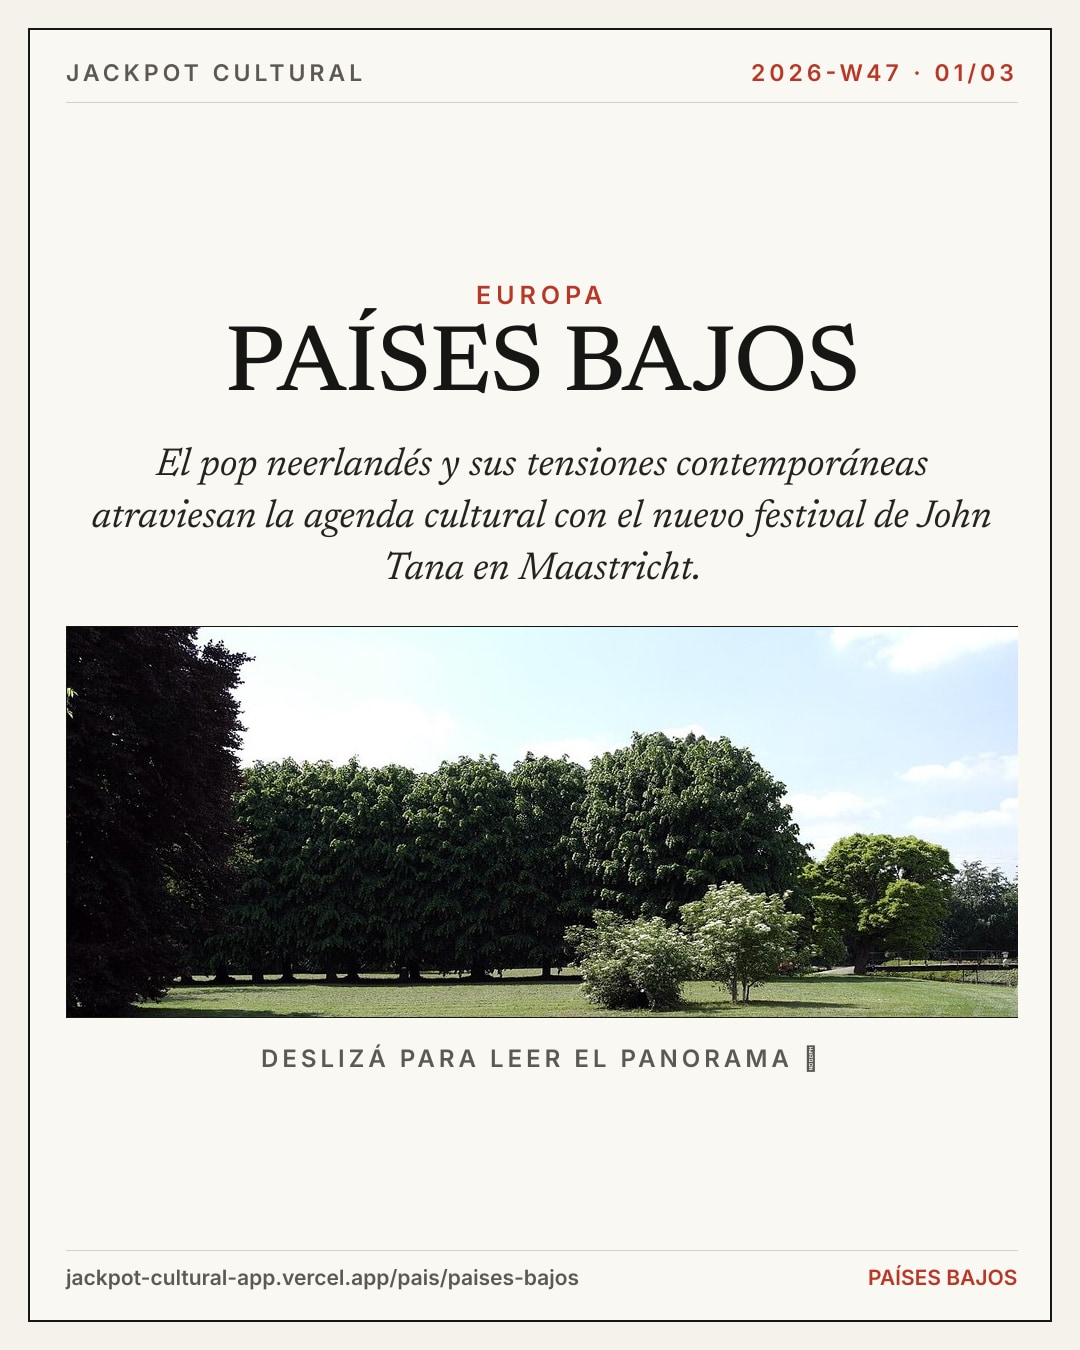 JACKPOT CULTURAL
2026-W47 · 01/03
EUROPA
PAÍSES BAJOS
El pop neerlandés y sus tensiones contemporáneas
atraviesan la agenda cultural con el nuevo festival de John
Tana en Maastricht.
DESLIZÁ PARA LEER EL PANORAMA
jackpot-cultural-app.vercel.app/pais/paises-bajos
PAÍSES BAJOS